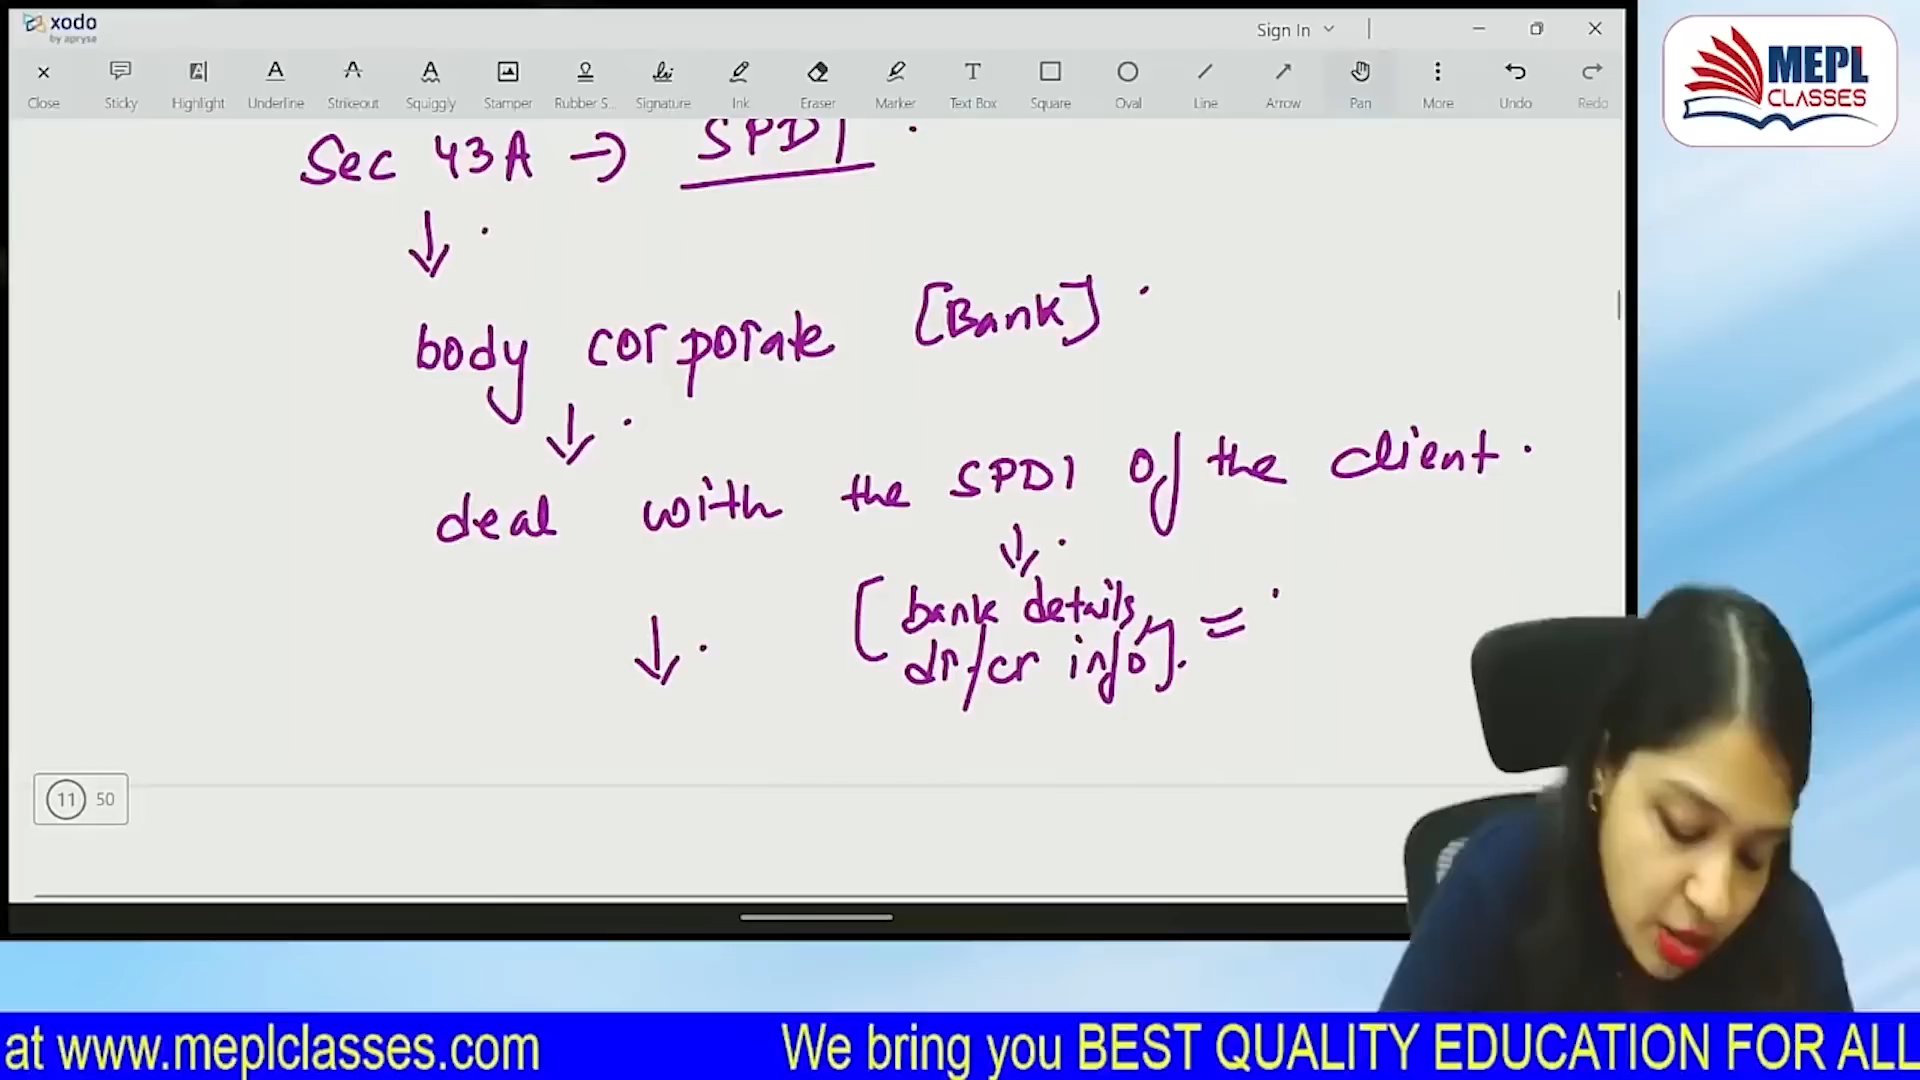 xodo
by apryse
Sign In
Close Sticky Highlight Underline Strikeout Squiggly Stamper Rubber S... Signature Ink Eraser Marker Text Box Square Oval Line Arrow Pan More Undo Redo
MEPL
CLASSES
Sec 43A → SPDI
body corporate [Bank]
deal with the SPDI of the client.
[bank details,
dr/cr info]. =
11 50
at www.meplclasses.com We bring you BEST QUALITY EDUCATION FOR ALL